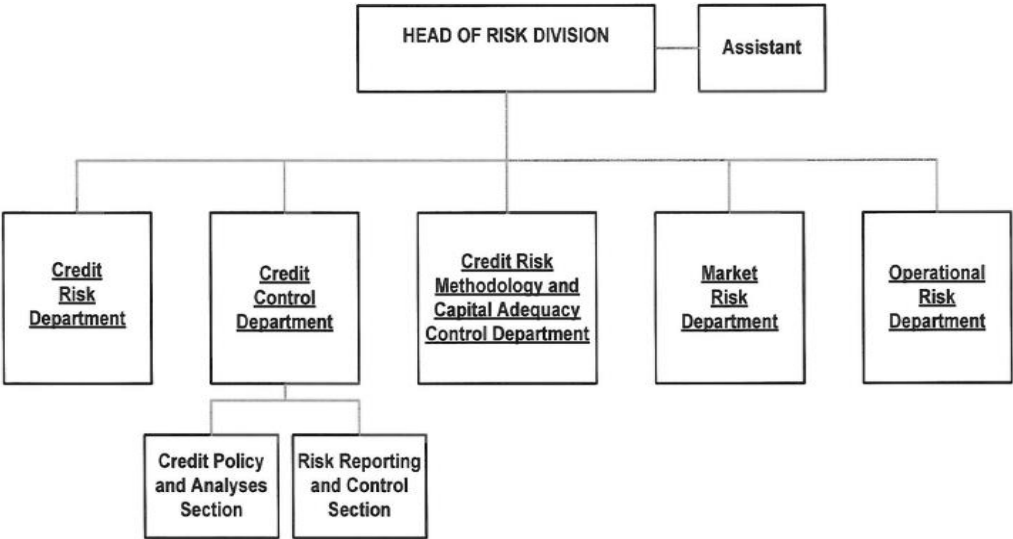 HEAD OF RISK DIVISION
Assistant
Credit
Risk
Department
Credit
Control
Department
Credit Risk
Methodology and
Capital Adequacy
Control Department
Market
Risk
Department
Operational
Risk
Department
Credit Policy
and Analyses
Section
Risk Reporting
and Control
Section